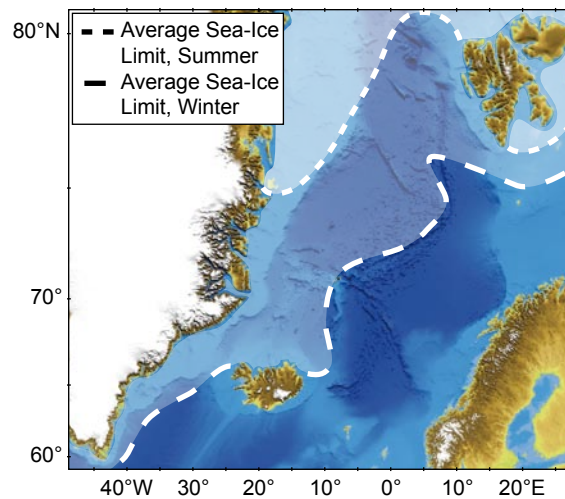 80°N
Average Sea-Ice
Limit, Summer
Average Sea-Ice
Limit, Winter
70°
60°
40°W 30° 20° 10° 0° 10° 20°E